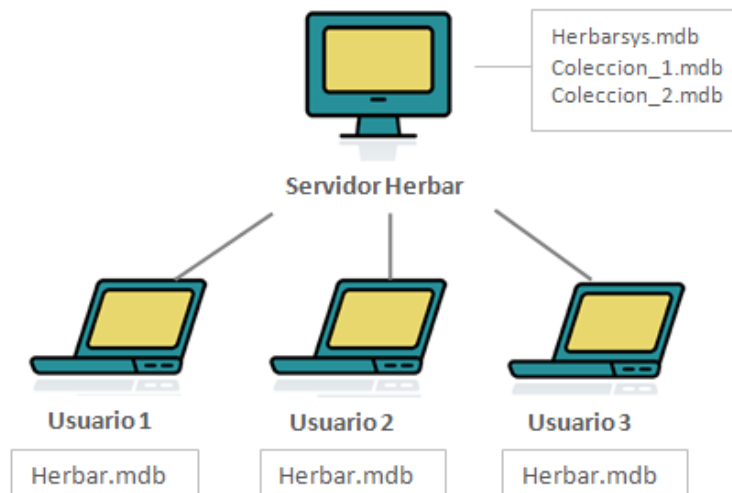 Herbarsys.mdb
Coleccion_1.mdb
Coleccion_2.mdb
Servidor Herbar
Usuario 1
Usuario 2
Usuario 3
Herbar.mdb
Herbar.mdb
Herbar.mdb